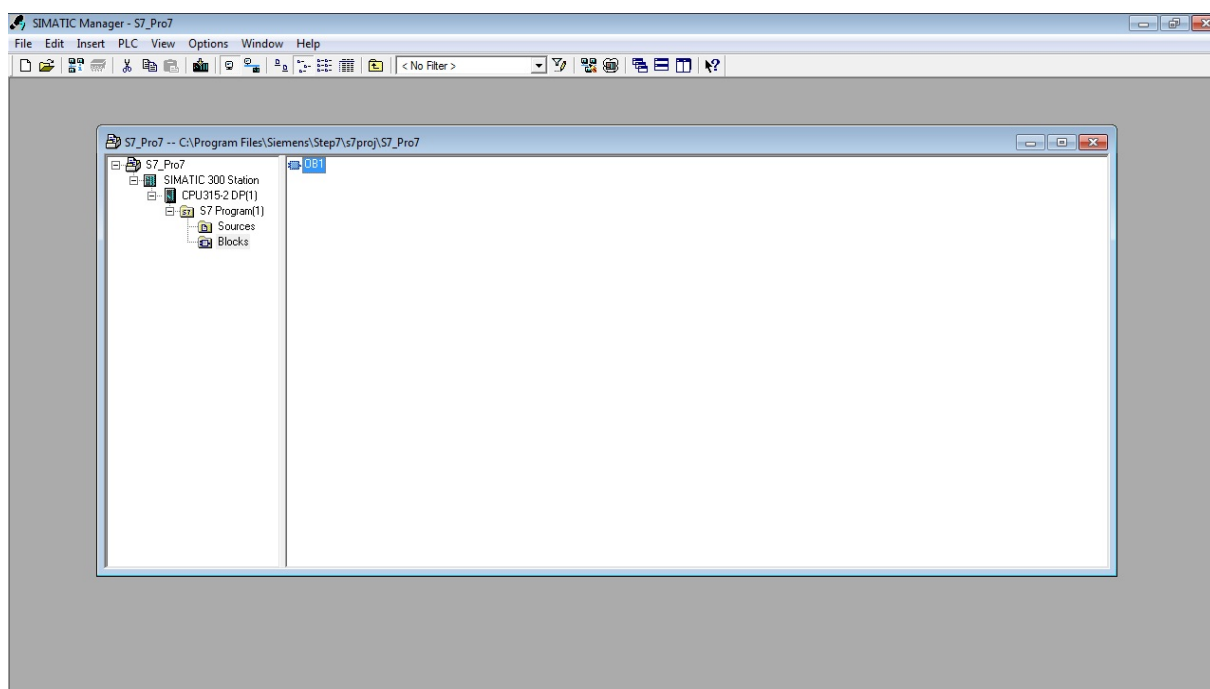 SIMATIC Manager - S7_Pro7
File Edit Insert PLC View Options Window Help
< No Filter >
S7_Pro7 -- C:\Program Files\Siemens\Step7\s7proj\S7_Pro7
S7_Pro7
OB1
SIMATIC 300 Station
CPU315-2 DP(1)
S7 Program(1)
Sources
Blocks